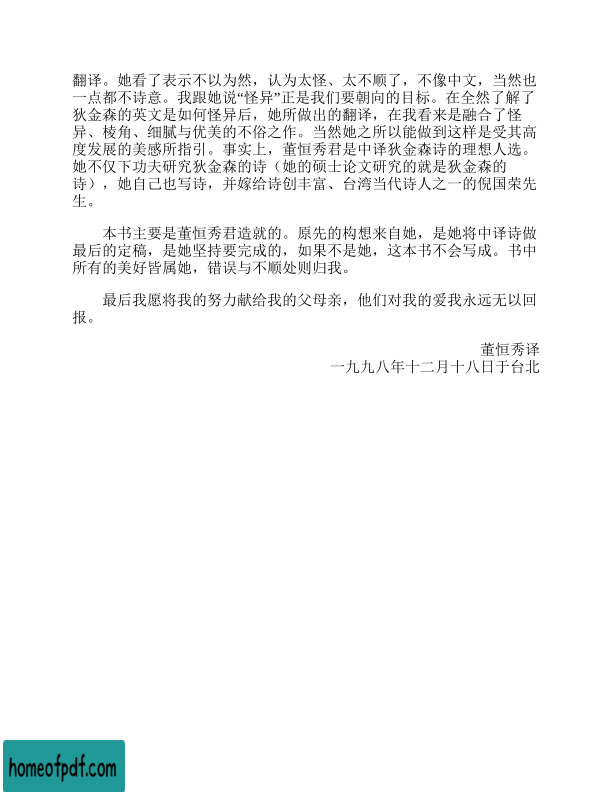 翻译。她看了表示不以为然，认为太怪、太不顺了，不像中文，当然也
一点都不诗意。我跟她说“怪异”正是我们要朝向的目标。在全然了解了
狄金森的英文是如何怪异后，她所做出的翻译，在我看来是融合了怪
异、棱角、细腻与优美的不俗之作。当然她之所以能做到这样是受其高
度发展的美感所指引。事实上，董恒秀君是中译狄金森诗的理想人选。
她不仅下功夫研究狄金森的诗（她的硕士论文研究的就是狄金森的
诗），她自己也写诗，并嫁给诗创丰富、台湾当代诗人之一的倪国荣先
生。
本书主要是董恒秀君造就的。原先的构想来自她，是她将中译诗做
最后的定稿，是她坚持要完成的，如果不是她，这本书不会写成。书中
所有的美好皆属她，错误与不顺处则归我。
最后我愿将我的努力献给我的父母亲，他们对我的爱我永远无以回
报。
董恒秀译
一九九八年十二月十八日于台北
homeofpdf.com